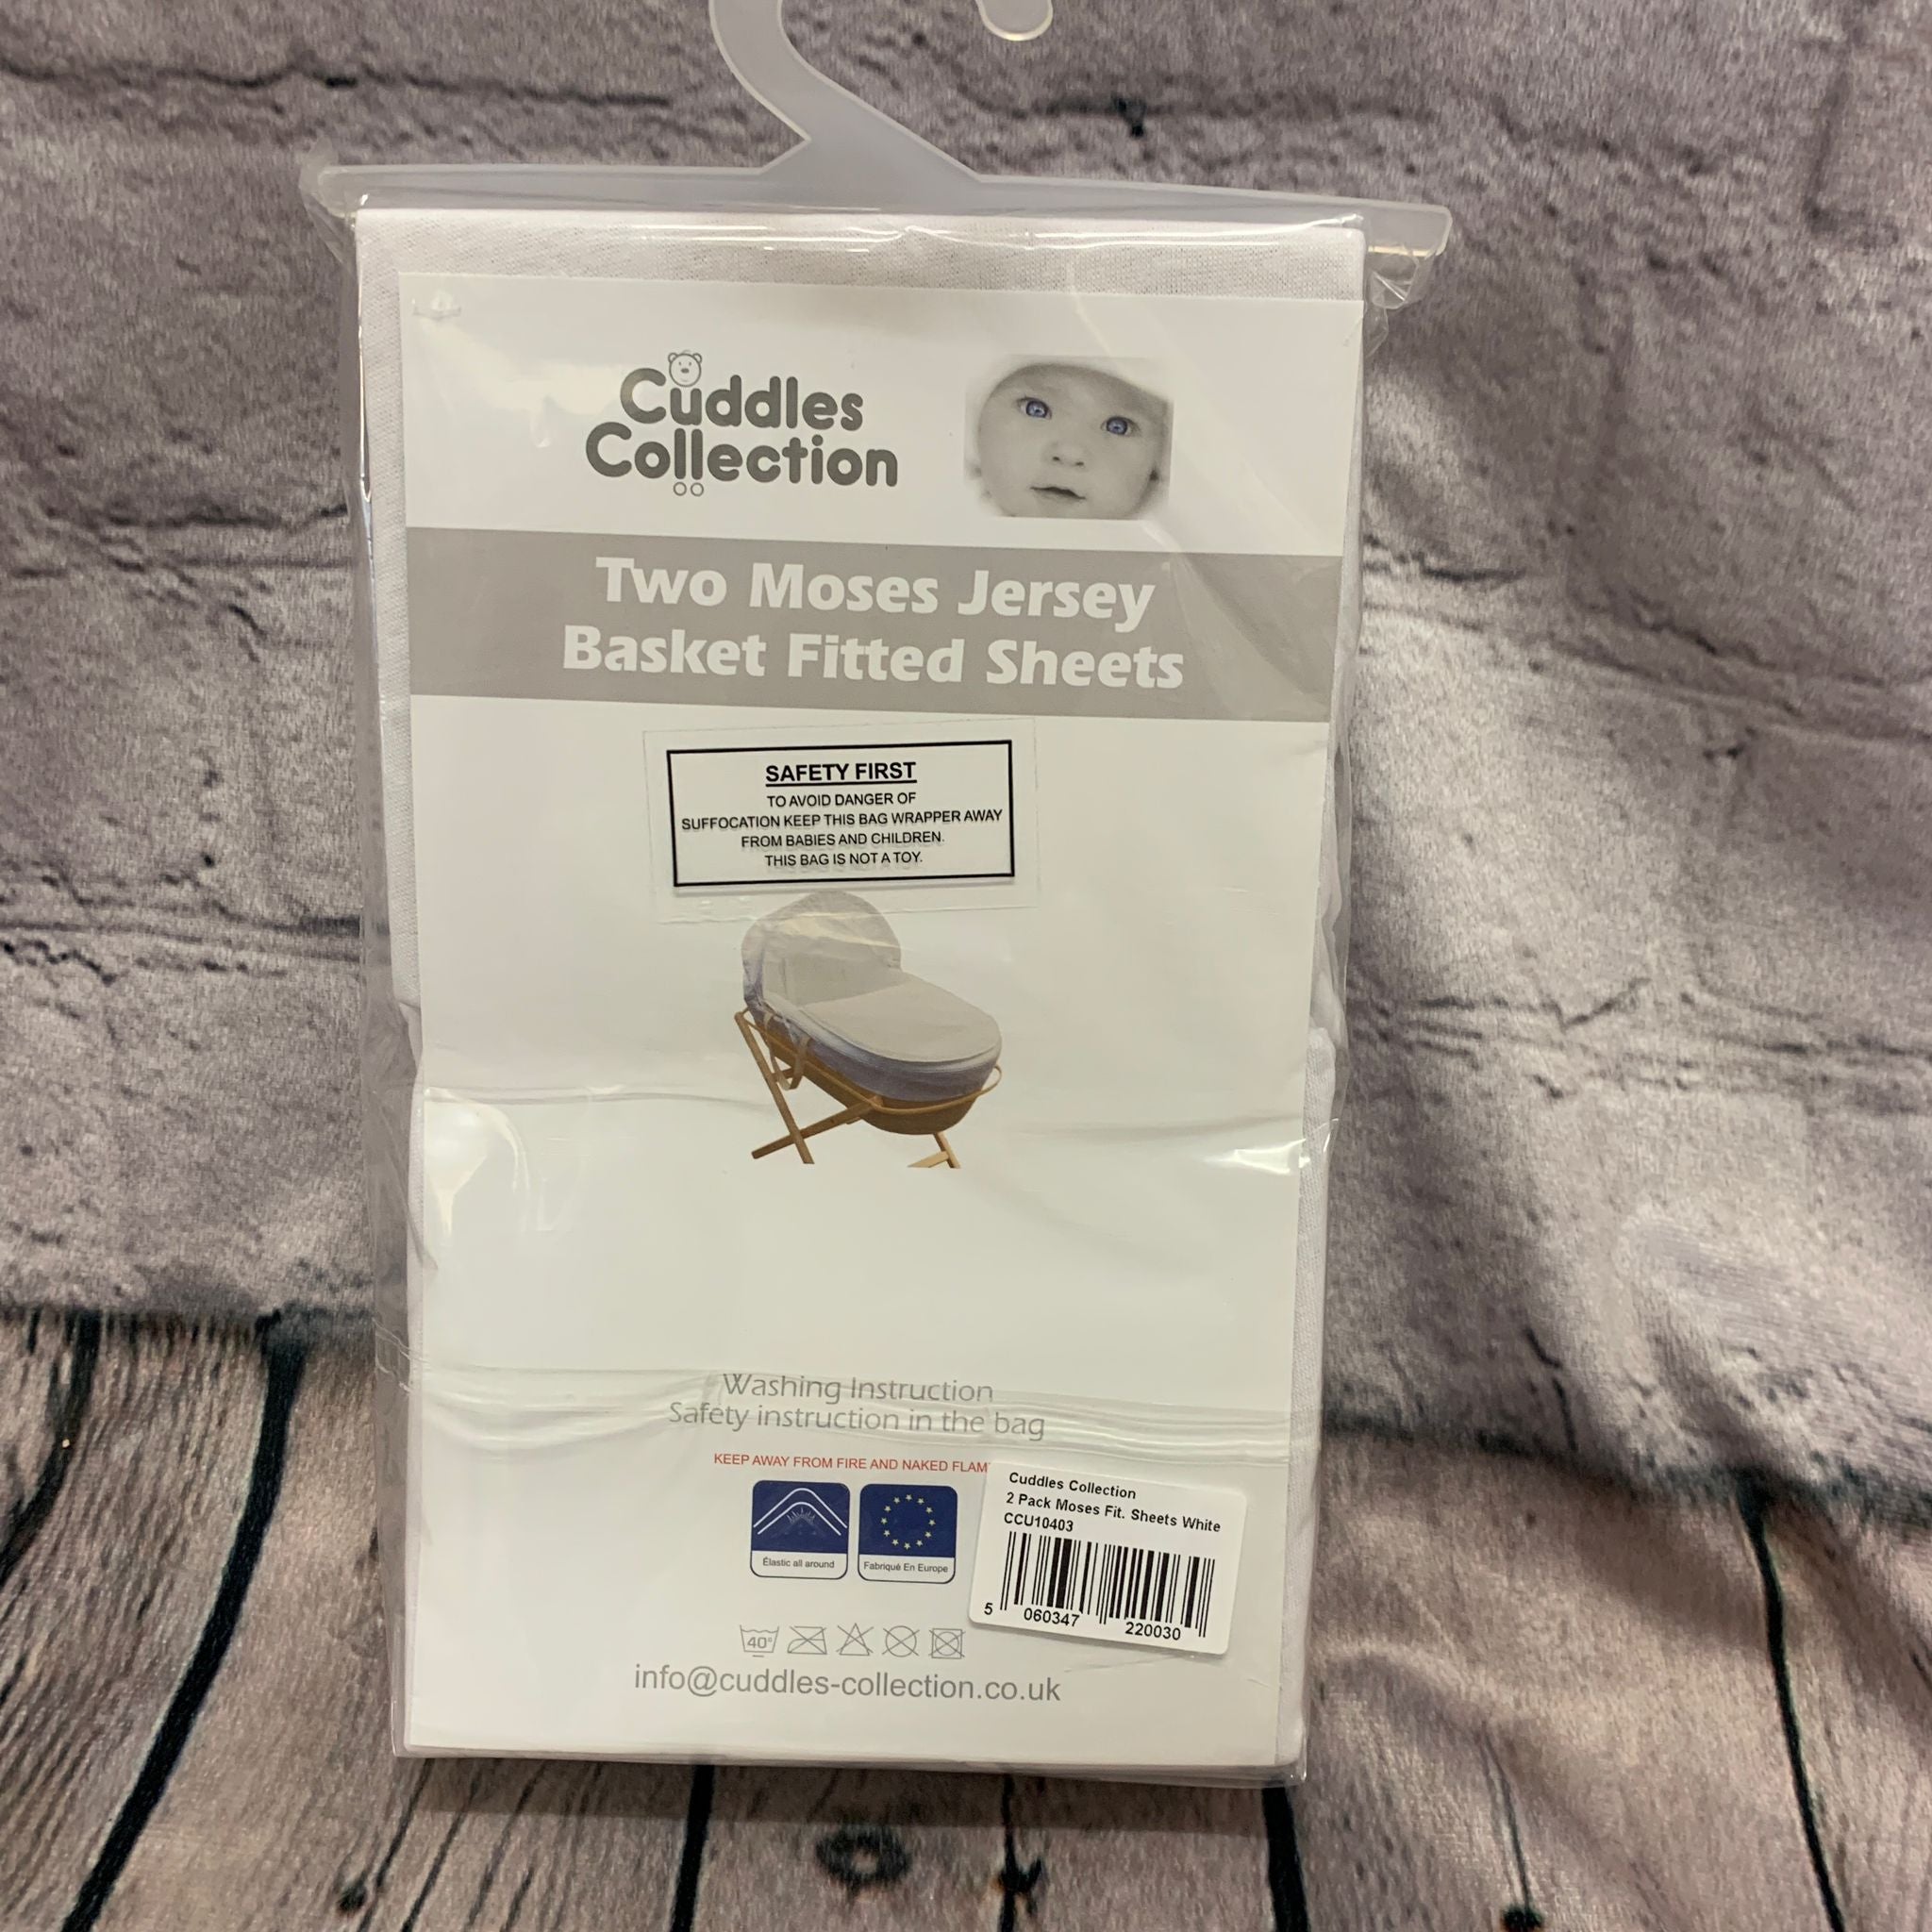 Cuddles
Collection
Two Moses Jersey
Basket Fitted Sheets
SAFETY FIRST
TO AVOID DANGER OF
SUFFOCATION KEEP THIS BAG WRAPPER AWAY
FROM BABIES AND CHILDREN.
THIS BAG IS NOT A TOY.
Washing Instruction
Safety instruction in the bag
KEEP AWAY FROM FIRE AND NAKED
Élastic all around
Fabriqué En Europe
Cuddles Collection
2 Pack Moses Fit. Sheets White
CCU10403
5 060347 220030
40°
info@cuddles-collection.co.uk